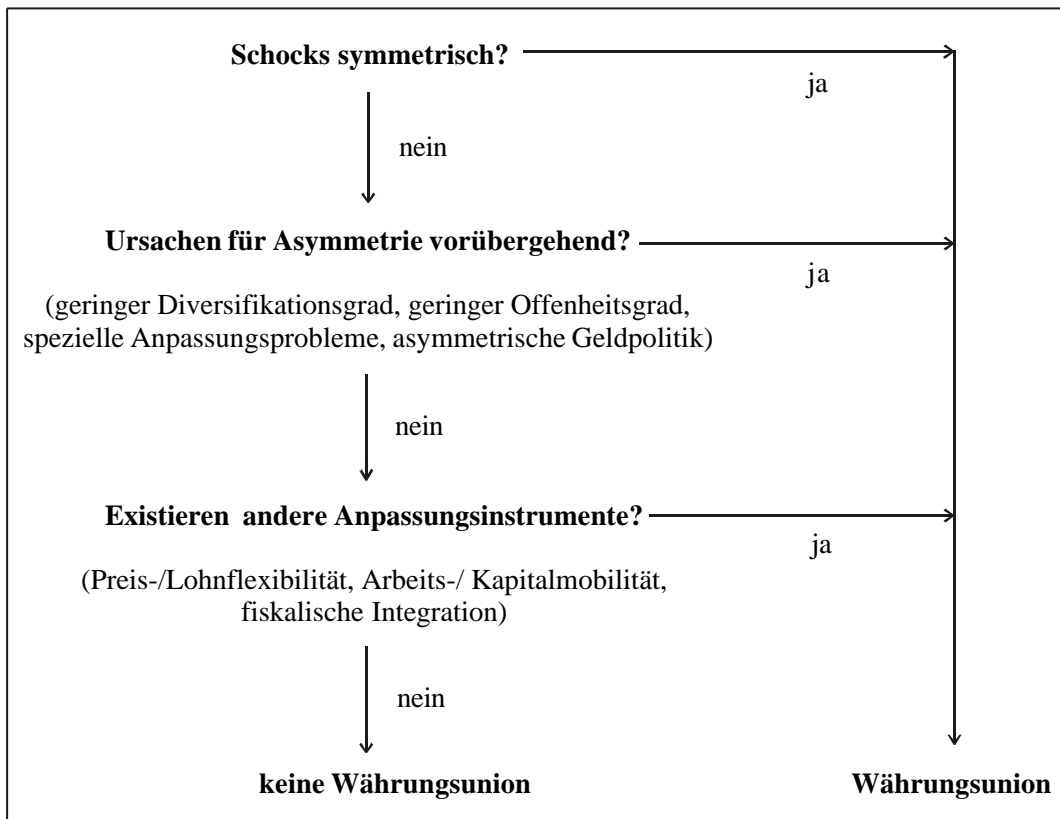 Schocks symmetrisch?
ja
nein
Ursachen für Asymmetrie vorübergehend?
ja
(geringer Diversifikationsgrad, geringer Offenheitsgrad,
spezielle Anpassungsprobleme, asymmetrische Geldpolitik)
nein
Existieren andere Anpassungsinstrumente?
ja
(Preis-/Lohnflexibilität, Arbeits-/ Kapitalmobilität,
fiskalische Integration)
nein
keine Währungsunion
Währungsunion